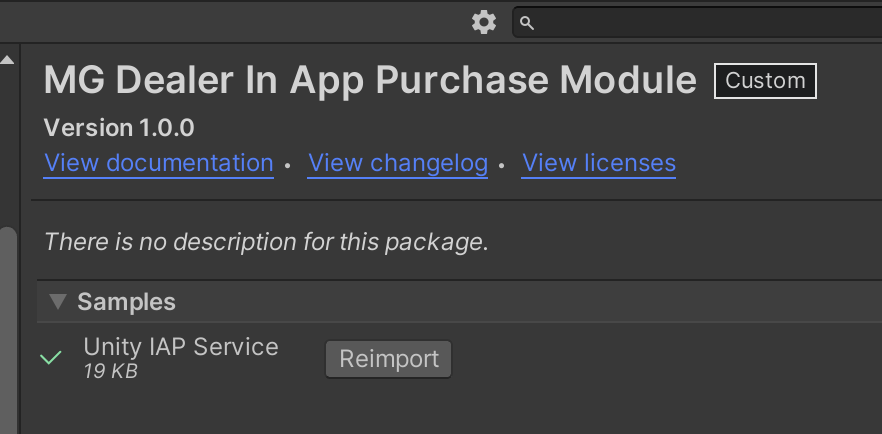 MG Dealer In App Purchase Module Custom
Version 1.0.0
View documentation • View changelog • View licenses
There is no description for this package.
Samples
Unity IAP Service Reimport
19 KB